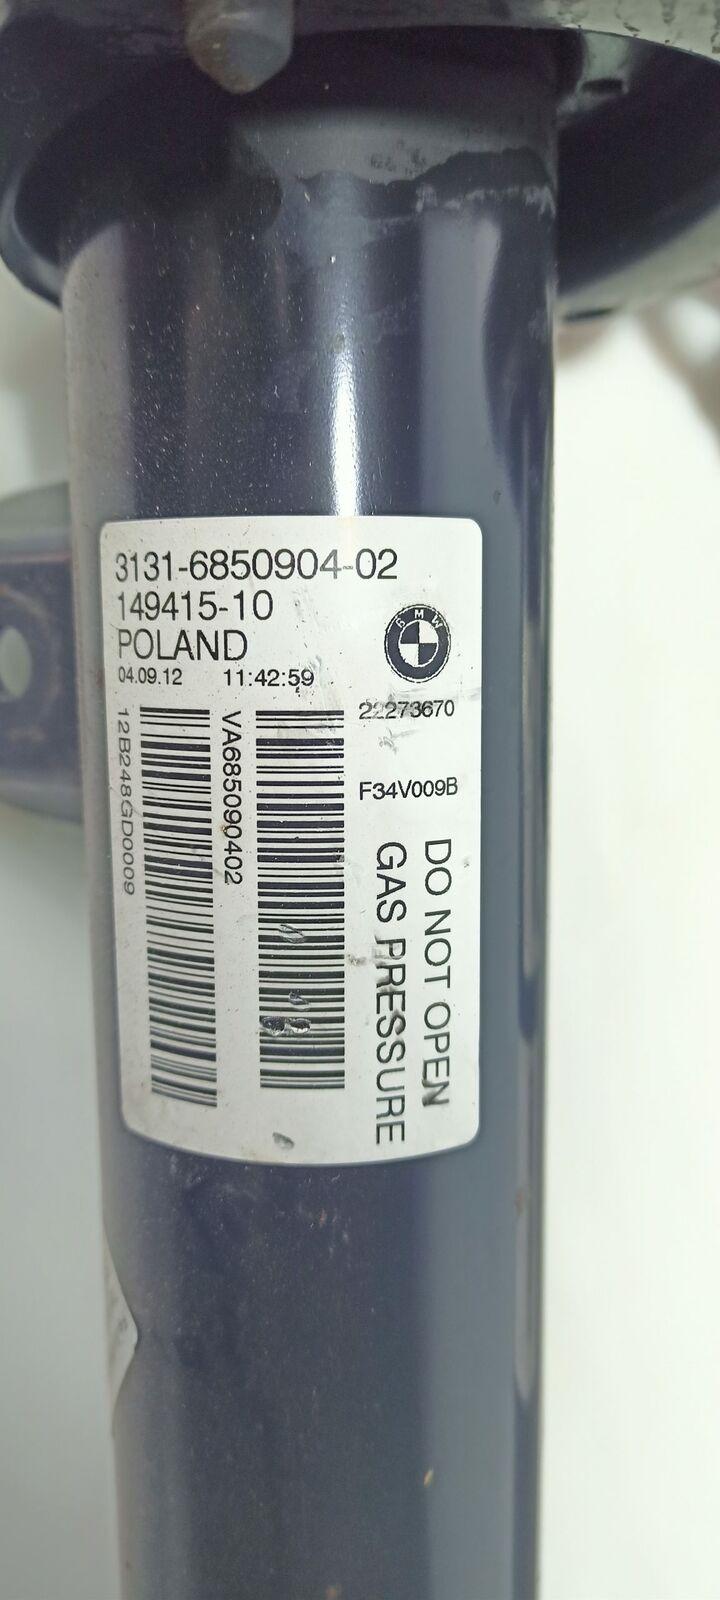 3131-6850904-02
149415-10
POLAND
04.09.12 11:42:59
BMW
22273670
F34V009B
12B248GD0009
VA685090402
DO NOT OPEN
GAS PRESSURE